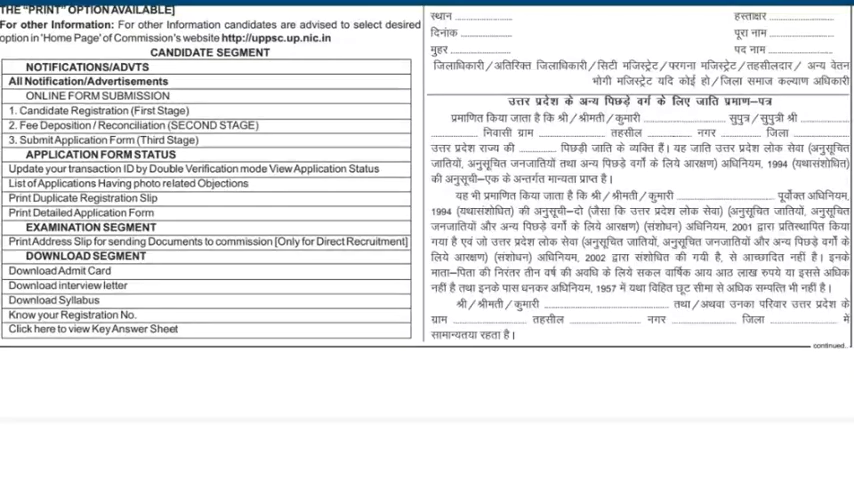 THE "PRINT" OPTION AVAILABLE]
For other Information: For other Information candidates are advised to select desired
option in 'Home Page' of Commission's website http://uppsc.up.nic.in
CANDIDATE SEGMENT
NOTIFICATIONS/ADVTS
All Notification/Advertisements
ONLINE FORM SUBMISSION
1. Candidate Registration (First Stage)
2. Fee Deposition / Reconciliation (SECOND STAGE)
3. Submit Application Form (Third Stage)
APPLICATION FORM STATUS
Update your transaction ID by Double Verification mode View Application Status
List of Applications Having photo related Objections
Print Duplicate Registration Slip
Print Detailed Application Form
EXAMINATION SEGMENT
Print Address Slip for sending Documents to commission [Only for Direct Recruitment]
DOWNLOAD SEGMENT
Download Admit Card
Download interview letter
Download Syllabus
Know your Registration No.
Click here to view Key Answer Sheet
स्थान ........................ हस्ताक्षर ........................
दिनांक ........................ पूरा नाम ........................
मुहर ........................ पद नाम ........................
जिलाधिकारी/अतिरिक्त जिलाधिकारी/सिटी मजिस्ट्रेट/परगना मजिस्ट्रेट/तहसीलदार/ अन्य वेतन
भोगी मजिस्ट्रेट यदि कोई हो/जिला समाज कल्याण अधिकारी
उत्तर प्रदेश के अन्य पिछड़े वर्ग के लिए जाति प्रमाण–पत्र
प्रमाणित किया जाता है कि श्री/श्रीमती/कुमारी ........................ सुपुत्र/सुपुत्री श्री ................
................ निवासी ग्राम ................ तहसील ................ नगर ................ जिला ................
उत्तर प्रदेश राज्य की ............ पिछड़ी जाति के व्यक्ति हैं। यह जाति उत्तर प्रदेश लोक सेवा (अनुसूचित
जातियों, अनुसूचित जनजातियों तथा अन्य पिछड़े वर्गों के लिये आरक्षण) अधिनियम, 1994 (यथासंशोधित)
की अनुसूची–एक के अन्तर्गत मान्यता प्राप्त है।
यह भी प्रमाणित किया जाता है कि श्री/श्रीमती/कुमारी ........................ पूर्वोक्त अधिनियम,
1994 (यथासंशोधित) की अनुसूची–दो (जैसा कि उत्तर प्रदेश लोक सेवा) (अनुसूचित जातियों, अनुसूचित
जनजातियों और अन्य पिछड़े वर्गों के लिये आरक्षण) (संशोधन) अधिनियम, 2001 द्वारा प्रतिस्थापित किया
गया है एवं जो उत्तर प्रदेश लोक सेवा (अनुसूचित जातियों, अनुसूचित जनजातियों और अन्य पिछड़े वर्गों के
लिये आरक्षण) (संशोधन) अधिनियम, 2002 द्वारा संशोधित की गयी है, से आच्छादित नहीं है। इनके
माता–पिता की निरंतर तीन वर्ष की अवधि के लिये सकल वार्षिक आय आठ लाख रुपये या इससे अधिक
नहीं है तथा इनके पास धनकर अधिनियम, 1957 में यथा विहित छूट सीमा से अधिक सम्पत्ति भी नहीं है।
श्री/श्रीमती/कुमारी ........................ तथा/अथवा उनका परिवार उत्तर प्रदेश के
ग्राम ................ तहसील ................ नगर ................ जिला ................ में
सामान्यतया रहता है।
continued..